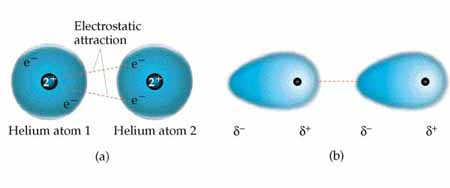 Electrostatic
attraction
e⁻ e⁻
2⁺ 2⁺
e⁻ e⁻
Helium atom 1 Helium atom 2 δ⁻ δ⁺ δ⁻ δ⁺
(a) (b)